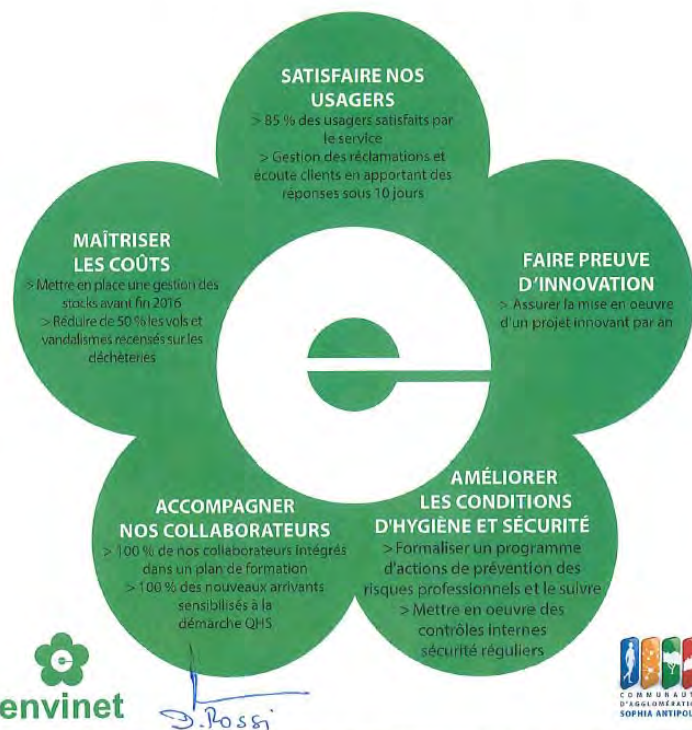 SATISFAIRE NOS
USAGERS
> 85 % des usagers satisfaits par
le service
> Gestion des réclamations et
écoute clients en apportant des
réponses sous 10 jours
MAÎTRISER
LES COÛTS
> Mettre en place une gestion des
stocks avant fin 2016
> Réduire de 50 % les vols et
vandalismes recensés sur les
déchèteries
FAIRE PREUVE
D'INNOVATION
> Assurer la mise en oeuvre
d'un projet innovant par an
e
ACCOMPAGNER
NOS COLLABORATEURS
> 100 % de nos collaborateurs intégrés
dans un plan de formation
> 100 % des nouveaux arrivants
sensibilisés à la
démarche QHS
AMÉLIORER
LES CONDITIONS
D'HYGIÈNE ET SÉCURITÉ
> Formaliser un programme
d'actions de prévention des
risques professionnels et le suivre
> Mettre en oeuvre des
contrôles internes
sécurité réguliers
e
envinet
D. Rossi
COMMUNAUT
D'AGGLOMÉRATIO
SOPHIA ANTIPOL